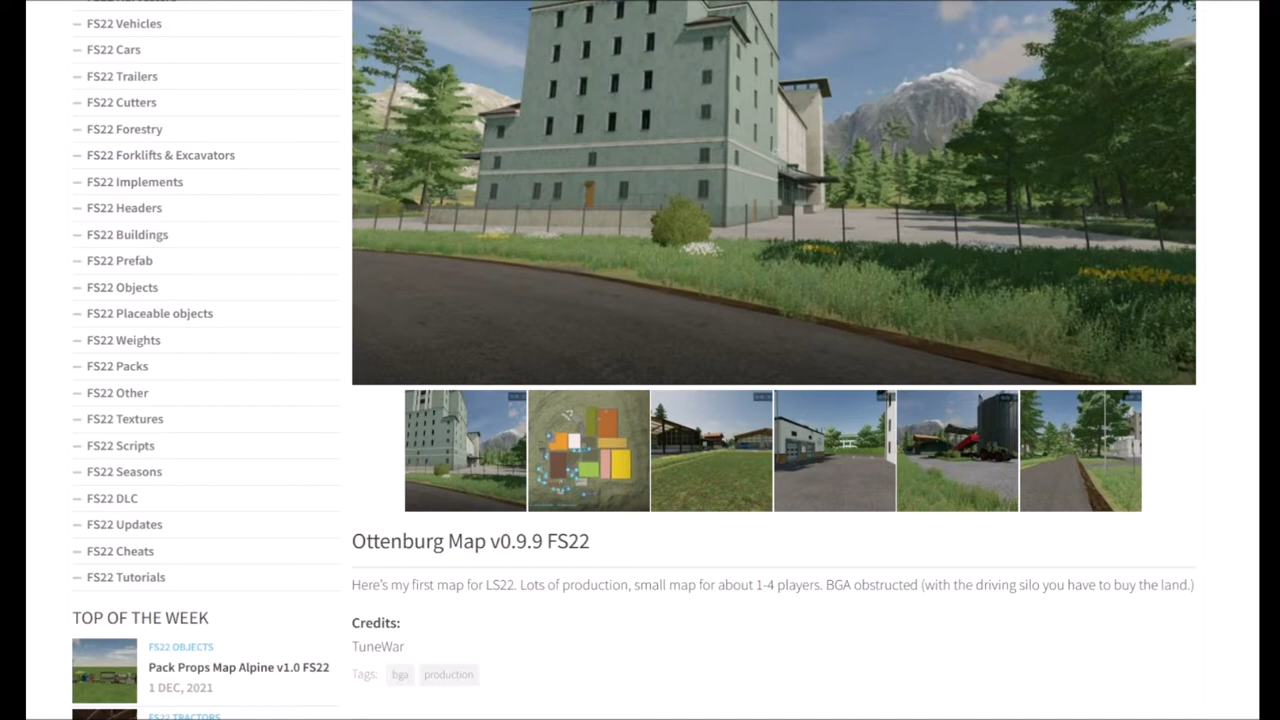 FS22 Vehicles
FS22 Cars
FS22 Trailers
FS22 Cutters
FS22 Forestry
FS22 Forklifts & Excavators
FS22 Implements
FS22 Headers
FS22 Buildings
FS22 Prefab
FS22 Objects
FS22 Placeable objects
FS22 Weights
FS22 Packs
FS22 Other
FS22 Textures
FS22 Scripts
FS22 Seasons
FS22 DLC
FS22 Updates
FS22 Cheats
FS22 Tutorials
TOP OF THE WEEK
FS22 OBJECTS
Pack Props Map Alpine v1.0 FS22
1 DEC, 2021
FS22 TRACTORS
Ottenburg Map v0.9.9 FS22
Here's my first map for LS22. Lots of production, small map for about 1-4 players. BGA obstructed (with the driving silo you have to buy the land.)
Credits:
TuneWar
Tags: bga production